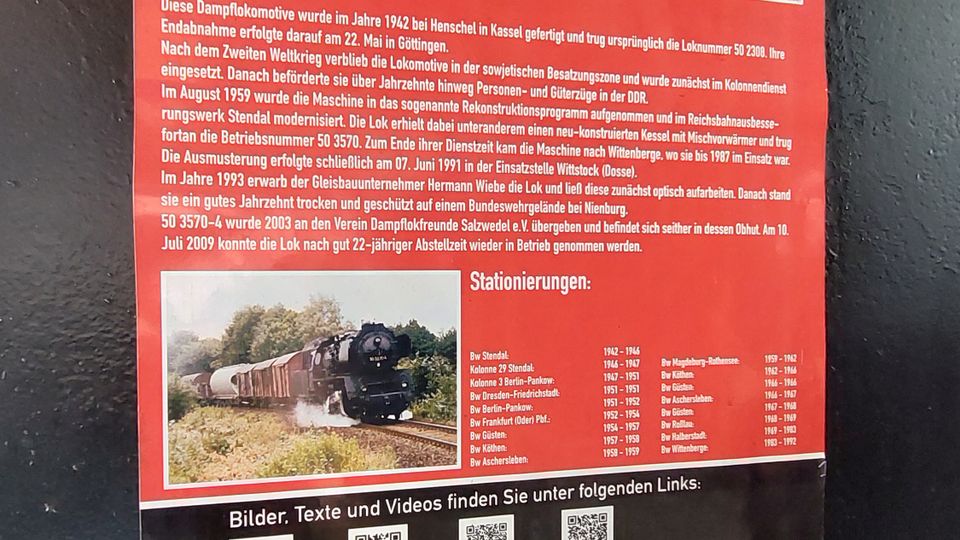 Diese Dampflokomotive wurde im Jahre 1942 bei Henschel in Kassel gefertigt und trug ursprünglich die Loknummer 50 2308. Ihre
Endabnahme erfolgte darauf am 22. Mai in Göttingen.
Nach dem Zweiten Weltkrieg verblieb die Lokomotive in der sowjetischen Besatzungszone und wurde zunächst im Kolonnendienst
eingesetzt. Danach beförderte sie über Jahrzehnte hinweg Personen- und Güterzüge in der DDR.
Im August 1959 wurde die Maschine in das sogenannte Rekonstruktionsprogramm aufgenommen und im Reichsbahnausbesse-
rungswerk Stendal modernisiert. Die Lok erhielt dabei unteranderem einen neu-konstruierten Kessel mit Mischvorwärmer und trug
fortan die Betriebsnummer 50 3570. Zum Ende ihrer Dienstzeit kam die Maschine nach Wittenberge, wo sie bis 1987 im Einsatz war.
Die Ausmusterung erfolgte schließlich am 07. Juni 1991 in der Einsatzstelle Wittstock (Dosse).
Im Jahre 1993 erwarb der Gleisbauunternehmer Hermann Wiebe die Lok und ließ diese zunächst optisch aufarbeiten. Danach stand
sie ein gutes Jahrzehnt trocken und geschützt auf einem Bundeswehrgelände bei Nienburg.
50 3570-4 wurde 2003 an den Verein Dampflokfreunde Salzwedel e.V. übergeben und befindet sich seither in dessen Obhut. Am 10.
Juli 2009 konnte die Lok nach gut 22-jähriger Abstellzeit wieder in Betrieb genommen werden.
Stationierungen:
Bw Stendal: 1942 - 1946
Kolonne 29 Stendal: 1946 - 1947
Kolonne 3 Berlin-Pankow: 1947 - 1951
Bw Dresden-Friedrichstadt: 1951 - 1951
Bw Berlin-Pankow: 1951 - 1952
Bw Frankfurt (Oder) Pbf.: 1952 - 1954
Bw Güsten: 1954 - 1957
Bw Köthen: 1957 - 1958
Bw Aschersleben: 1958 - 1959
Bw Magdeburg-Rothensee: 1959 - 1962
Bw Köthen: 1962 - 1966
Bw Güsten: 1966 - 1966
Bw Aschersleben: 1966 - 1967
Bw Güsten: 1967 - 1968
Bw Roßlau: 1968 - 1969
Bw Halberstadt: 1969 - 1983
Bw Wittenberge: 1983 - 1992
Bilder, Texte und Videos finden Sie unter folgenden Links: